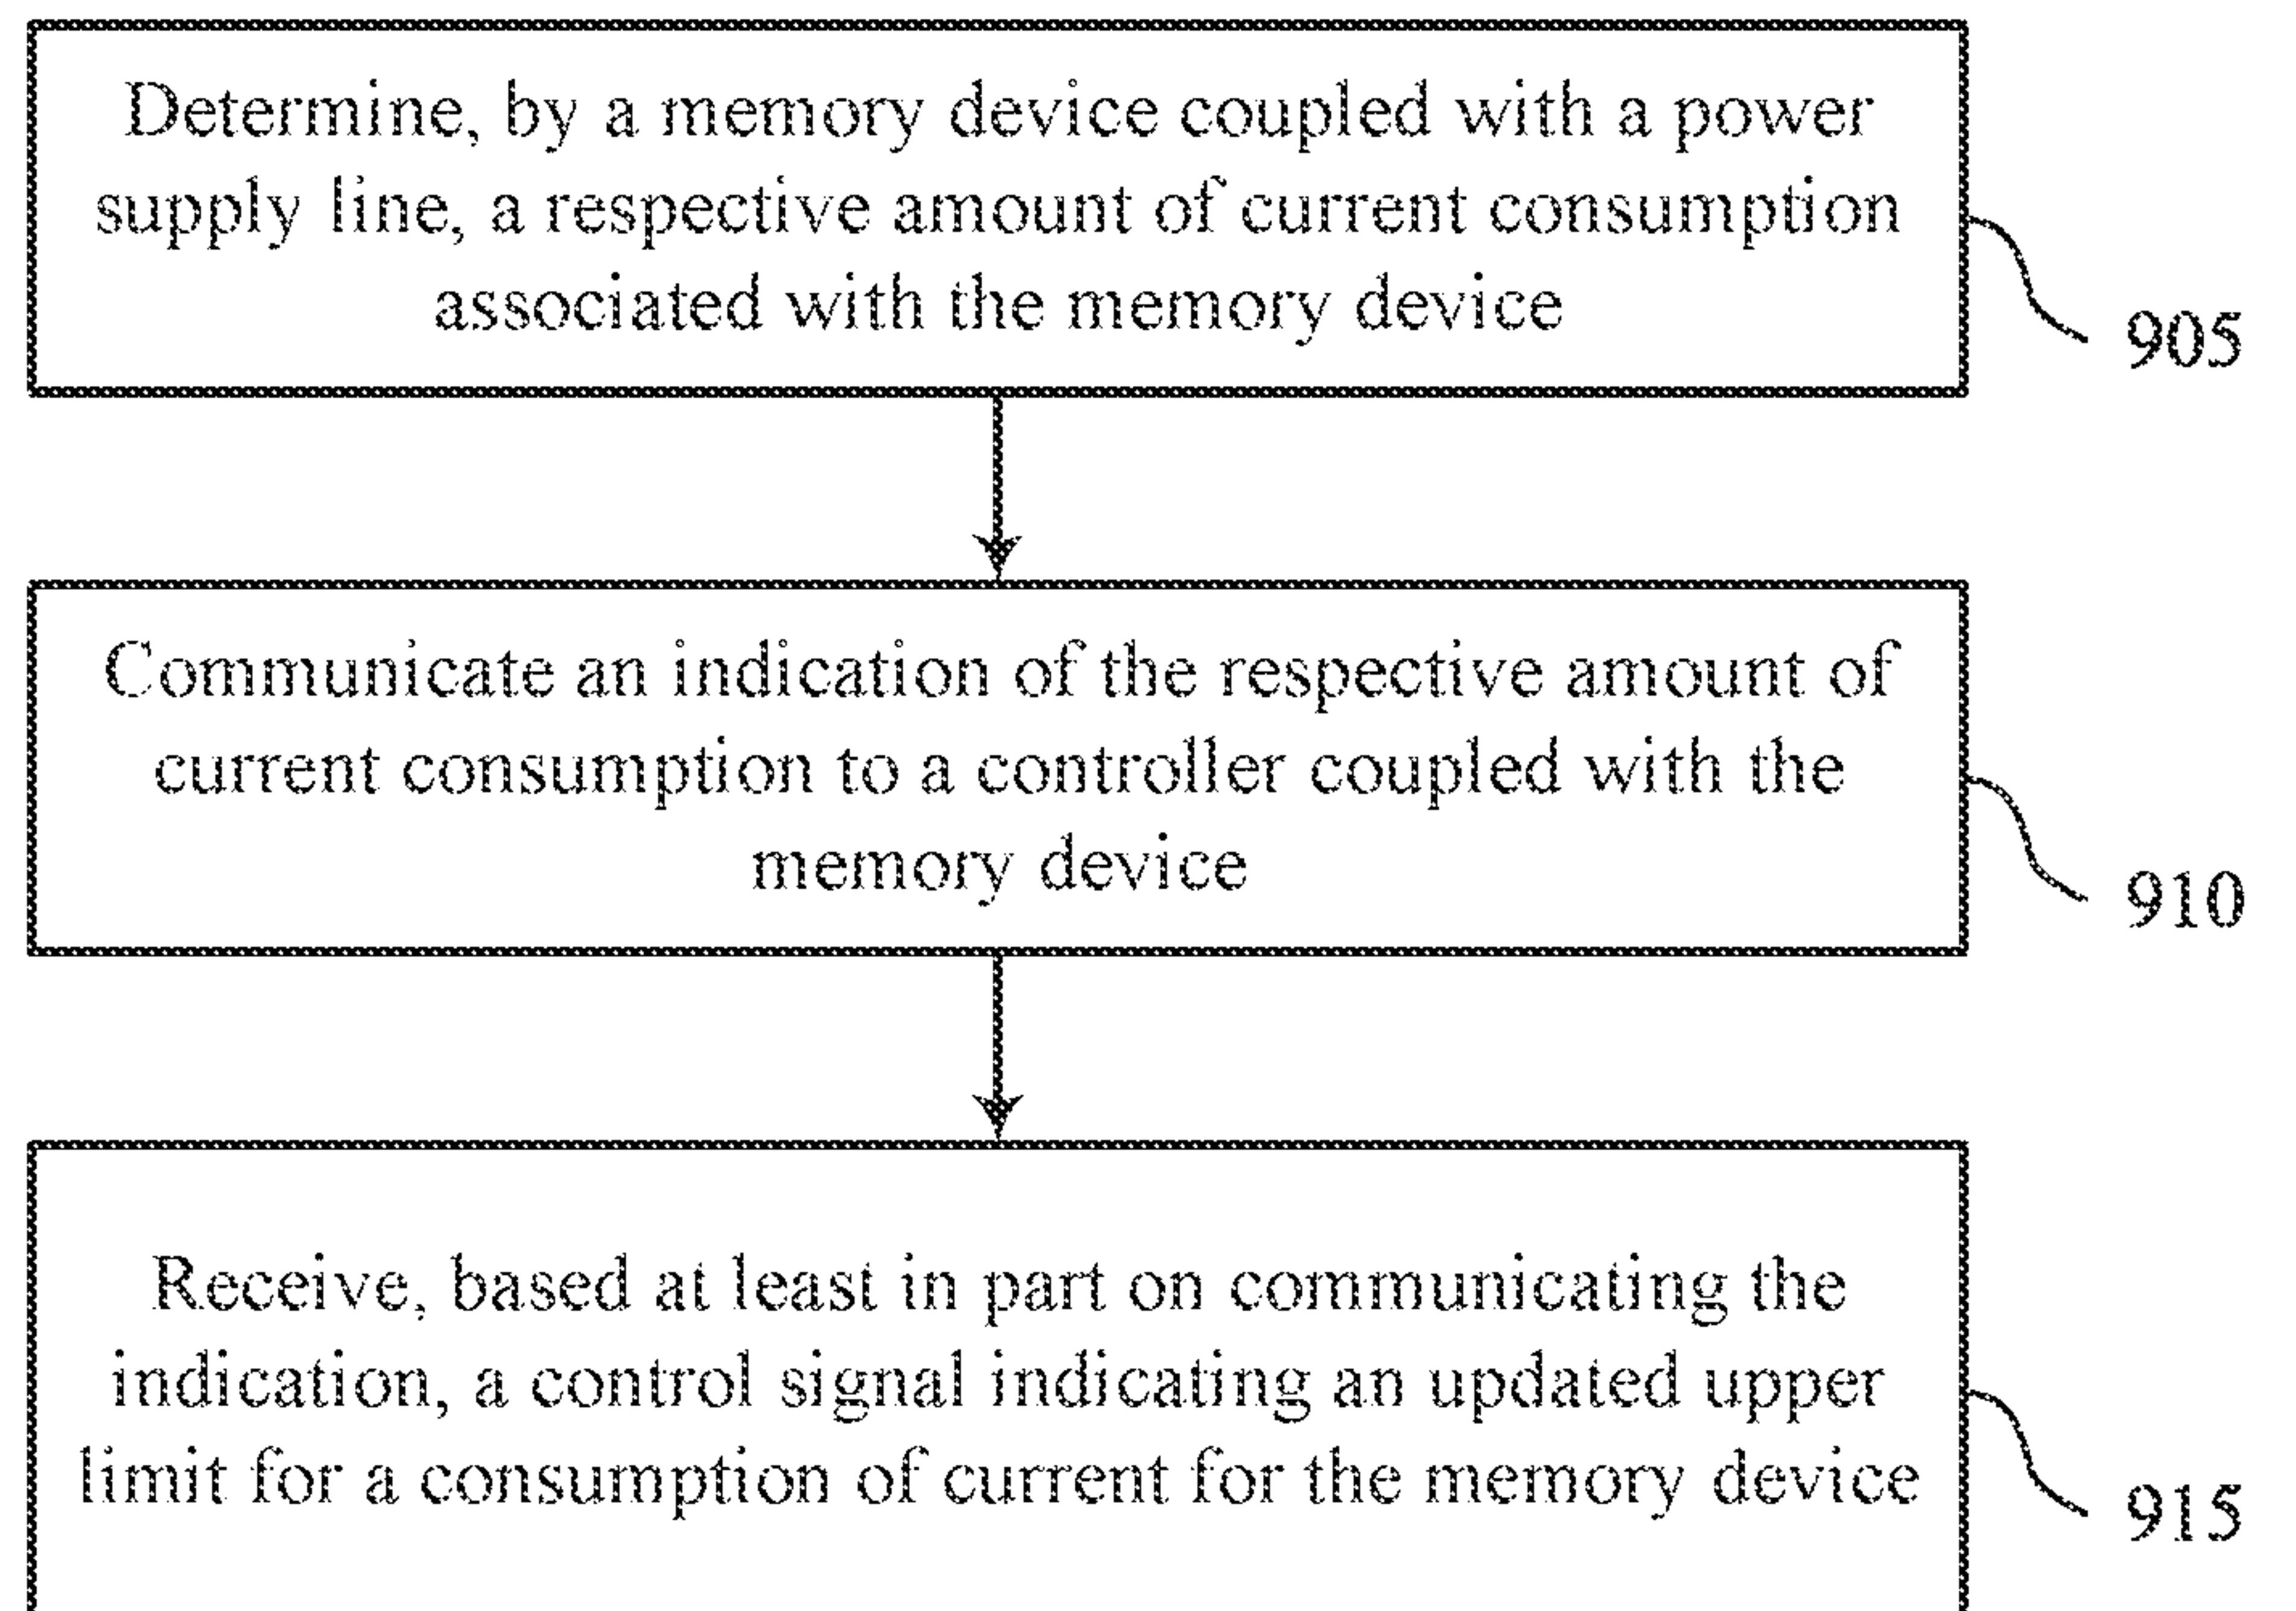 Determine, by a memory device coupled with a power
supply line, a respective amount of current consumption
associated with the memory device
905
Communicate an indication of the respective amount of
current consumption to a controller coupled with the
memory device
910
Receive, based at least in part on communicating the
indication, a control signal indicating an updated upper
limit for a consumption of current for the memory device
915